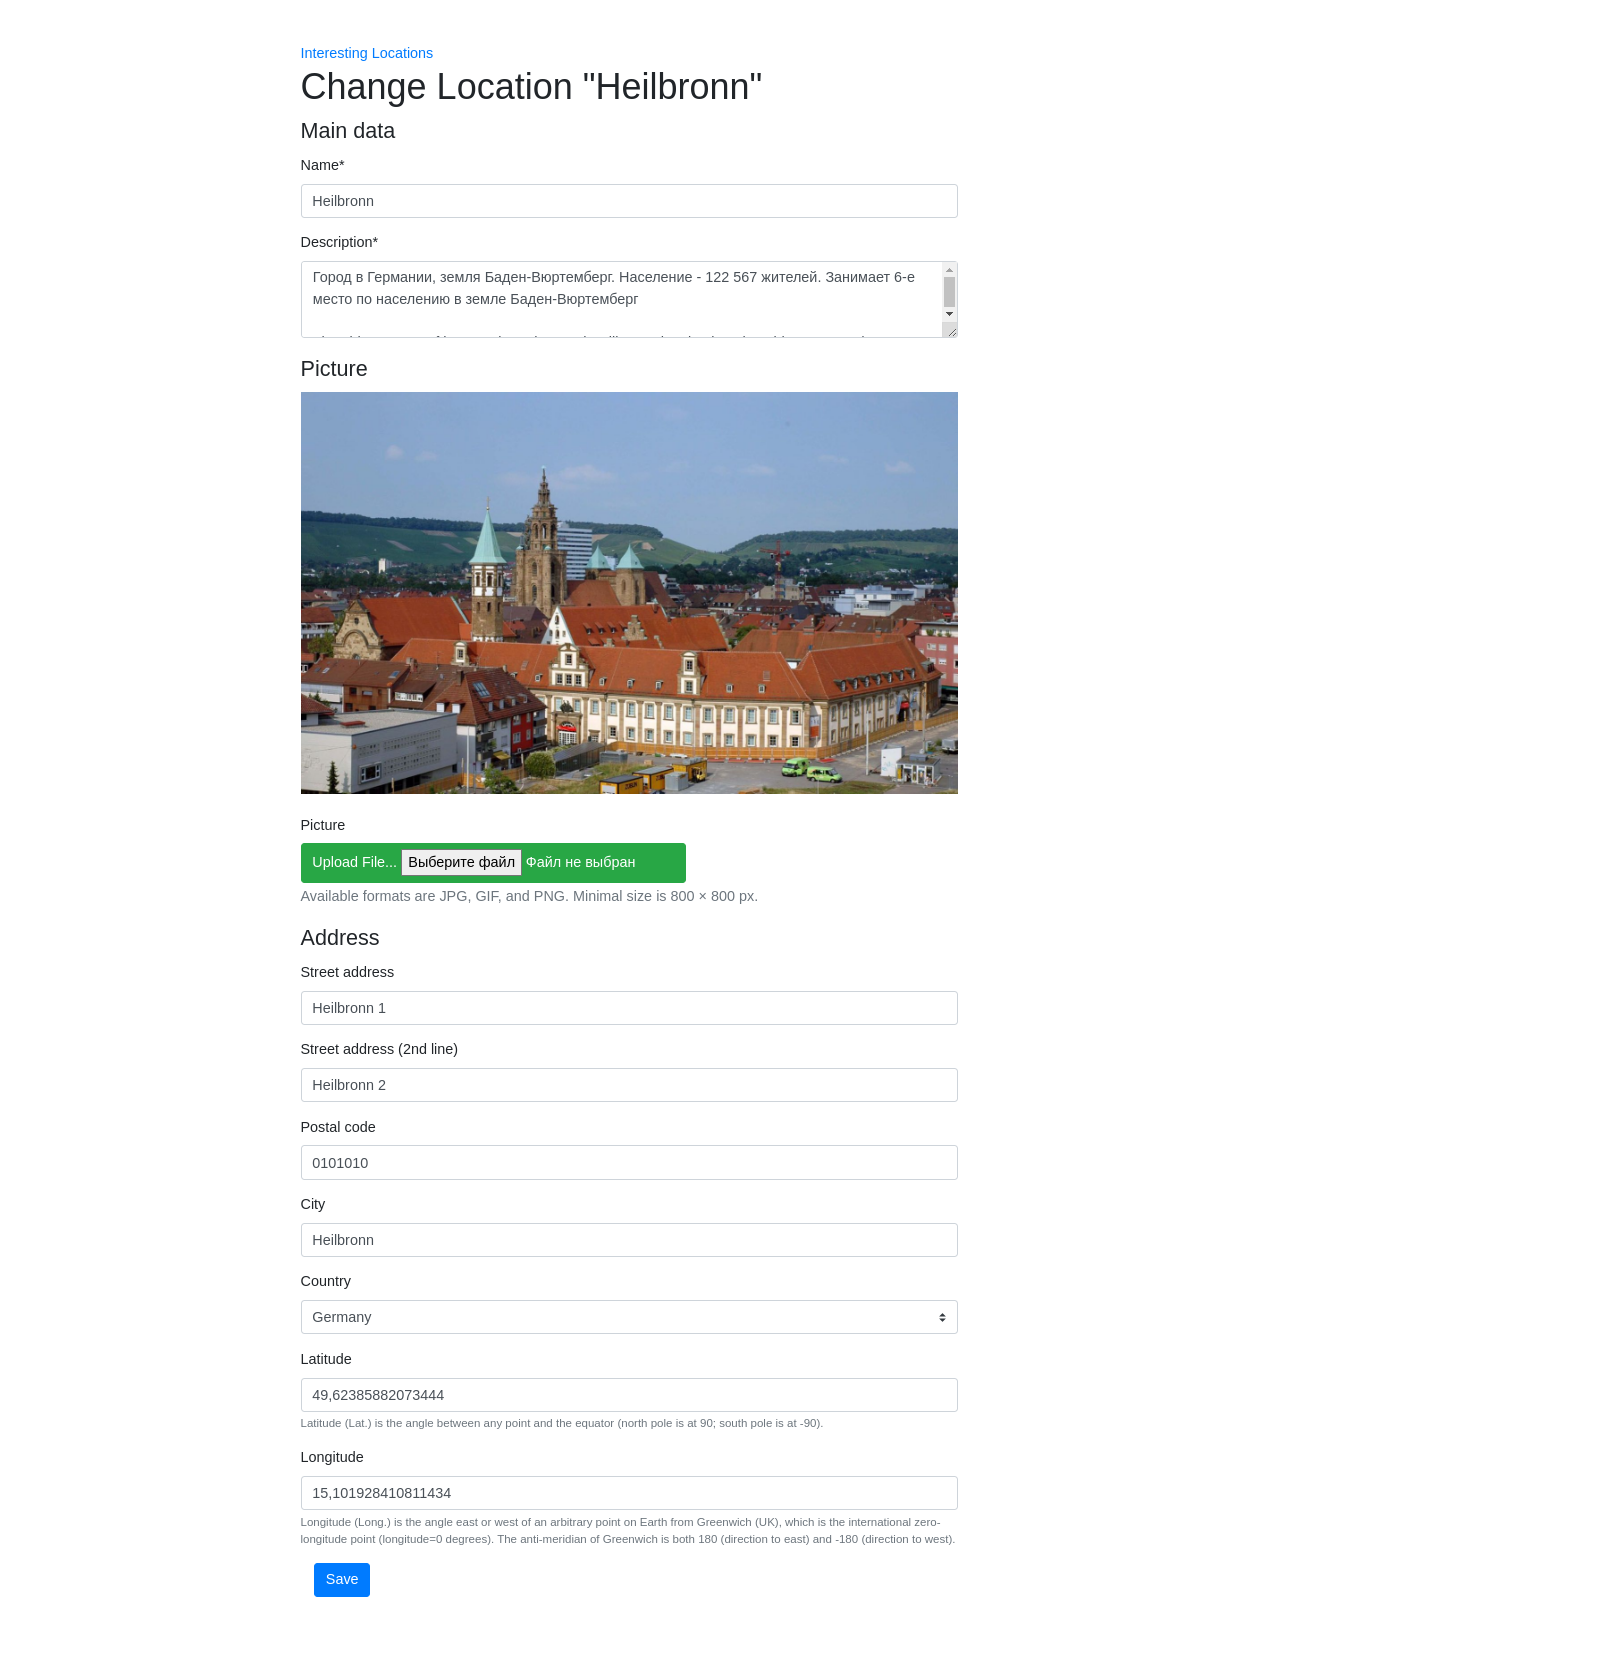 Interesting Locations
Change Location "Heilbronn"
Main data
Name*
Heilbronn
Description*
Город в Германии, земля Баден-Вюртемберг. Население - 122 567 жителей. Занимает 6-е
место по населению в земле Баден-Вюртемберг
Picture
Picture
Upload File... Выберите файл Файл не выбран
Available formats are JPG, GIF, and PNG. Minimal size is 800 × 800 px.
Address
Street address
Heilbronn 1
Street address (2nd line)
Heilbronn 2
Postal code
0101010
City
Heilbronn
Country
Germany
Latitude
49,62385882073444
Latitude (Lat.) is the angle between any point and the equator (north pole is at 90; south pole is at -90).
Longitude
15,101928410811434
Longitude (Long.) is the angle east or west of an arbitrary point on Earth from Greenwich (UK), which is the international zero-
longitude point (longitude=0 degrees). The anti-meridian of Greenwich is both 180 (direction to east) and -180 (direction to west).
Save